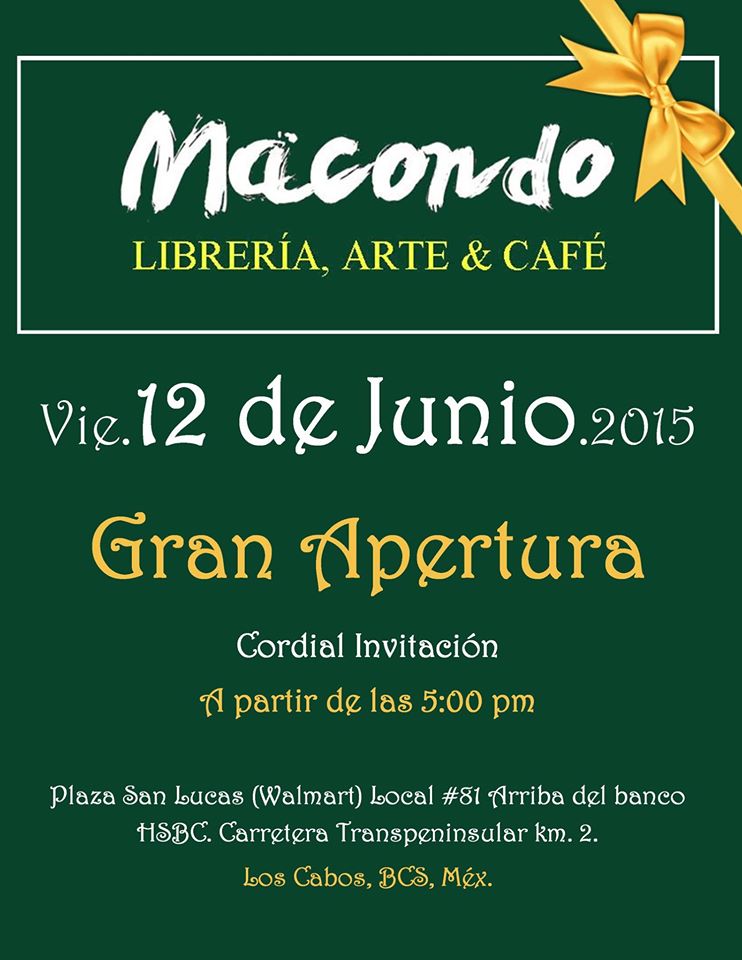 Macondo
LIBRERÍA, ARTE & CAFÉ
Vie.12 de Junio.2015
Gran Apertura
Cordial Invitación
A partir de las 5:00 pm
Plaza San Lucas (Walmart) Local #81 Arriba del banco
HSBC. Carretera Transpeninsular km. 2.
Los Cabos, BCS, Méx.